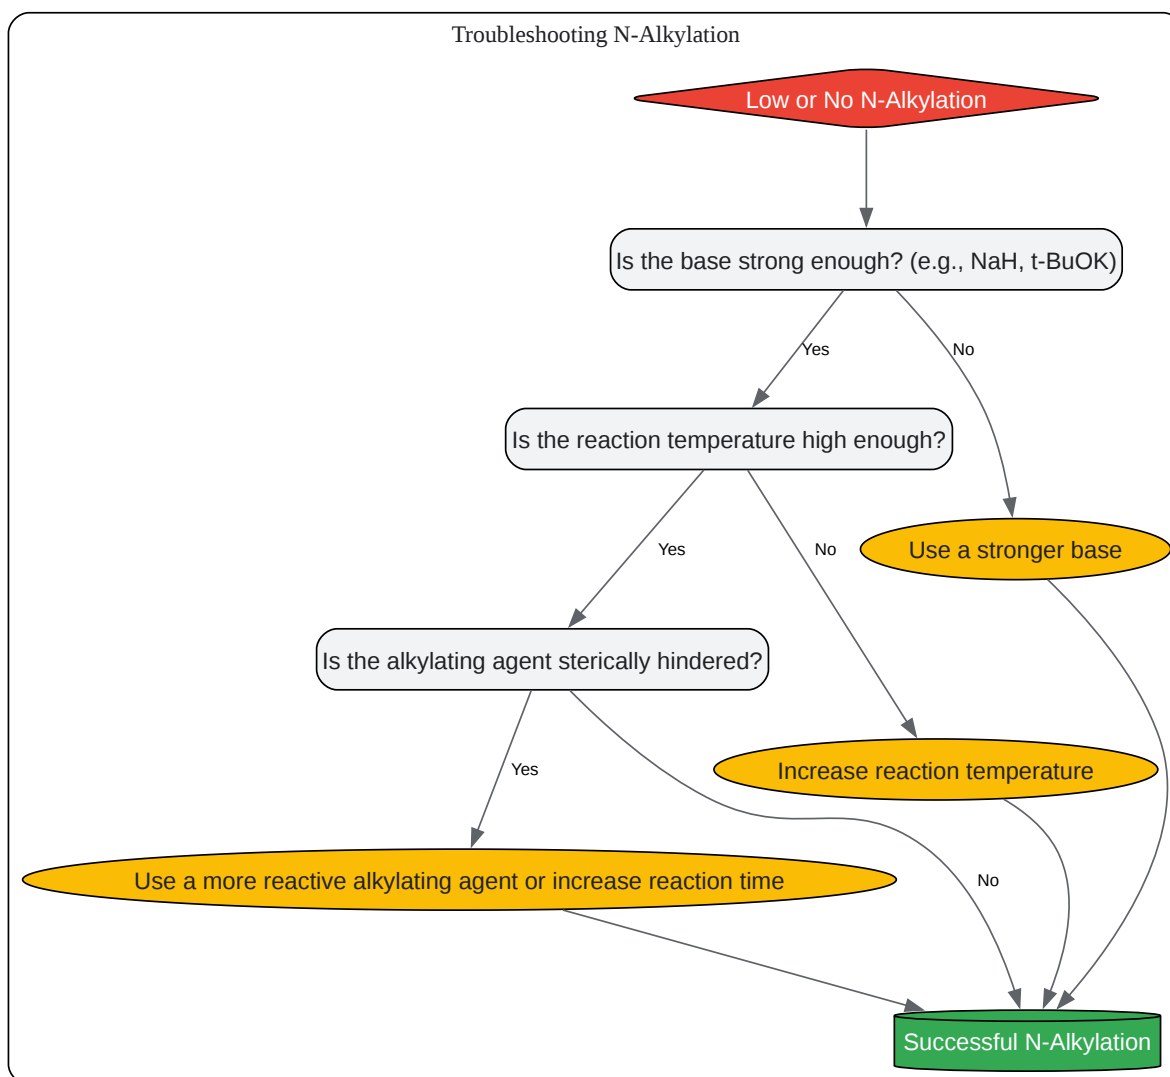 Troubleshooting N-Alkylation
Low or No N-Alkylation
Is the base strong enough? (e.g., NaH, t-BuOK)
Yes
No
Is the reaction temperature high enough?
Yes
No
Use a stronger base
Is the alkylating agent sterically hindered?
Yes
Increase reaction temperature
Use a more reactive alkylating agent or increase reaction time
No
Successful N-Alkylation